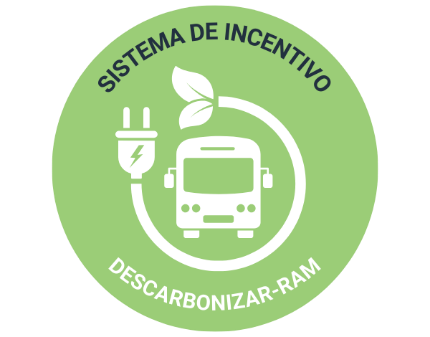 SISTEMA DE INCENTIVO
DESCARBONIZAR-RAM